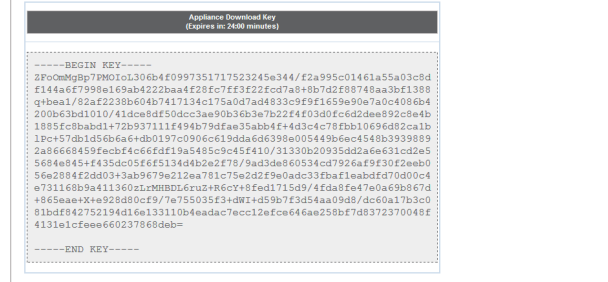 Appliance Download Key
(Expires in: 24:00 minutes)
-----BEGIN KEY-----
ZFoOmMgBp7PMOIoL306b4f0997351717523245e344/f2a995c01461a55a03c8d
f144a6f7998e169ab4222baa4f28fc7ff3f22fcd7a8+8b7d2f88748aa3bf1388
q+bea1/82af2238b604b7417134c175a0d7ad4833c9f9f1659e90e7a0c4086b4
200b63bd1010/41dce8df50dcc3ae90b36b3e7b22f4f03d0fc6d2dee892c8e4b
1885fc8babd1+72b937111f494b79dfae35abb4f+4d3c4c78fbb10696d82ca1b
1Pc+57db1d56b6a6+db0197c0906c619dda6d6398e005449b6ec4548b3939889
2a86668459fecbf4c66fdf19a5485c9c45f410/31330b20935dd2a6e631cd2e5
5684e845+f435dc05f6f5134d4b2e2f78/9ad3de860534cd7926af9f30f2eeb0
56e2884f2dd03+3ab9679e212ea781c75e2d2f9e0adc33fbaf1eabdfd70d00c4
e731168b9a411360zLrMHBDL6ruZ+R6cY+8fed1715d9/4fda8fe47e0a69b867d
+865eae+X+e928d80cf9/7e755035f3+dWI+d59b7f3d54aa09d8/dc60a17b3c0
81bdf842752194d16e133110b4eadac7ecc12efce646ae258bf7d8372370048f
4131e1cfeee660237868deb=
-----END KEY-----